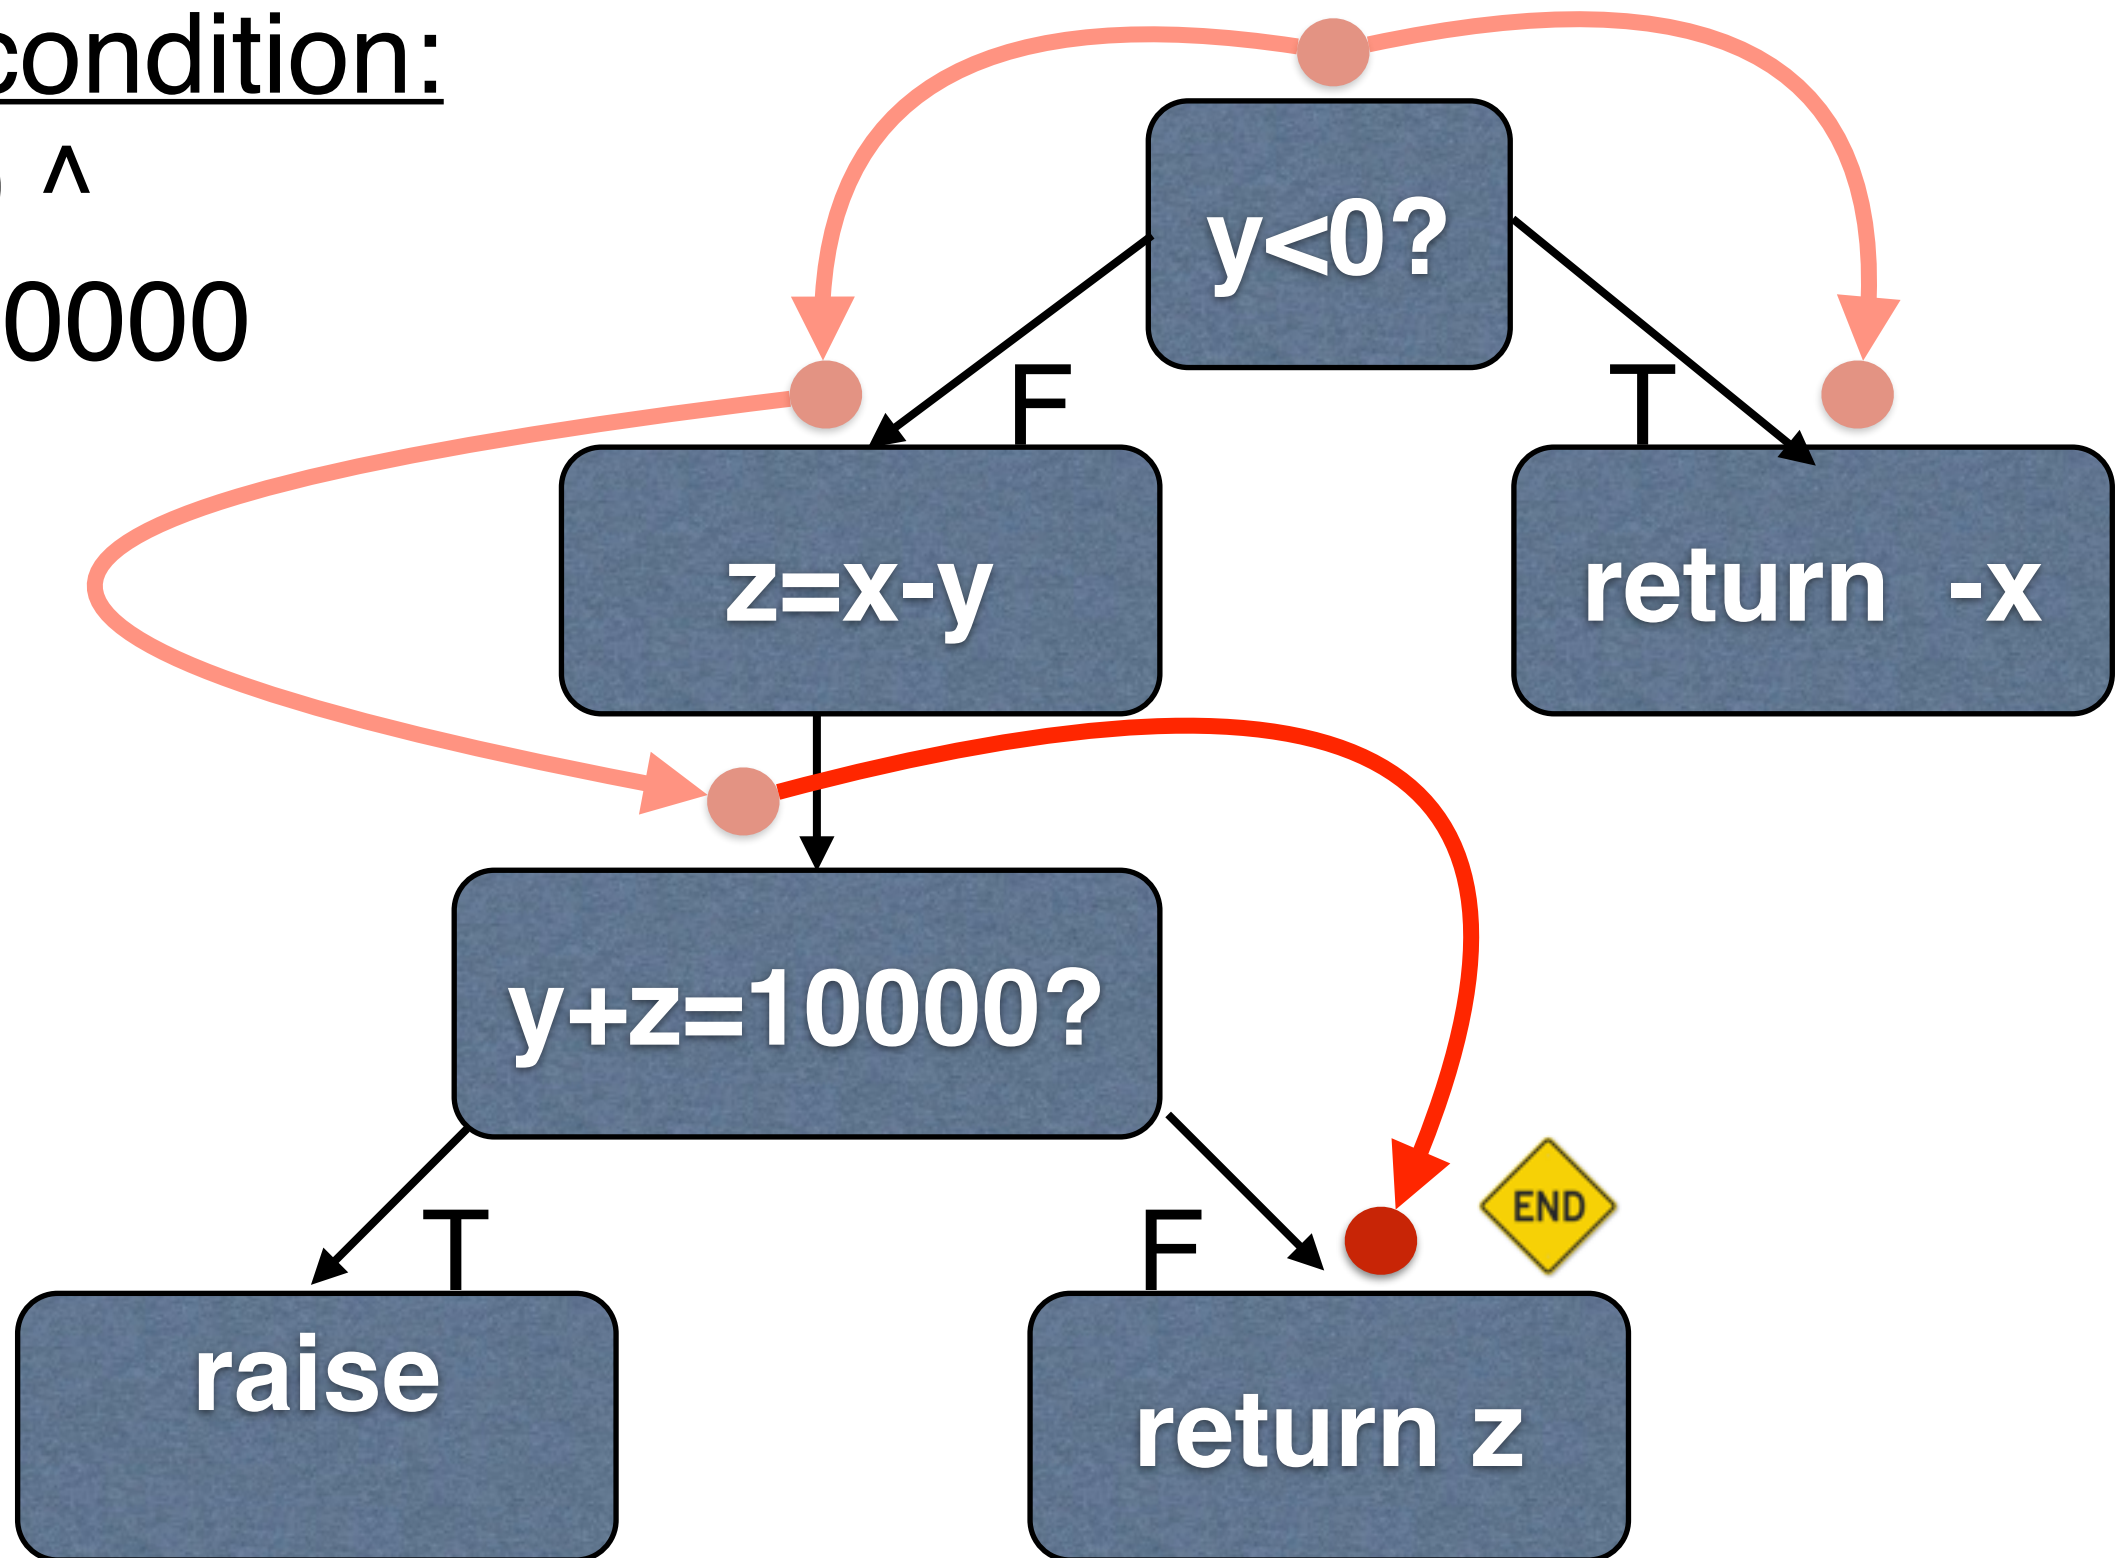 condition:
^
0000
y<0?
F
T
z=x-y
return -x
y+z=10000?
T
F
END
raise
return z